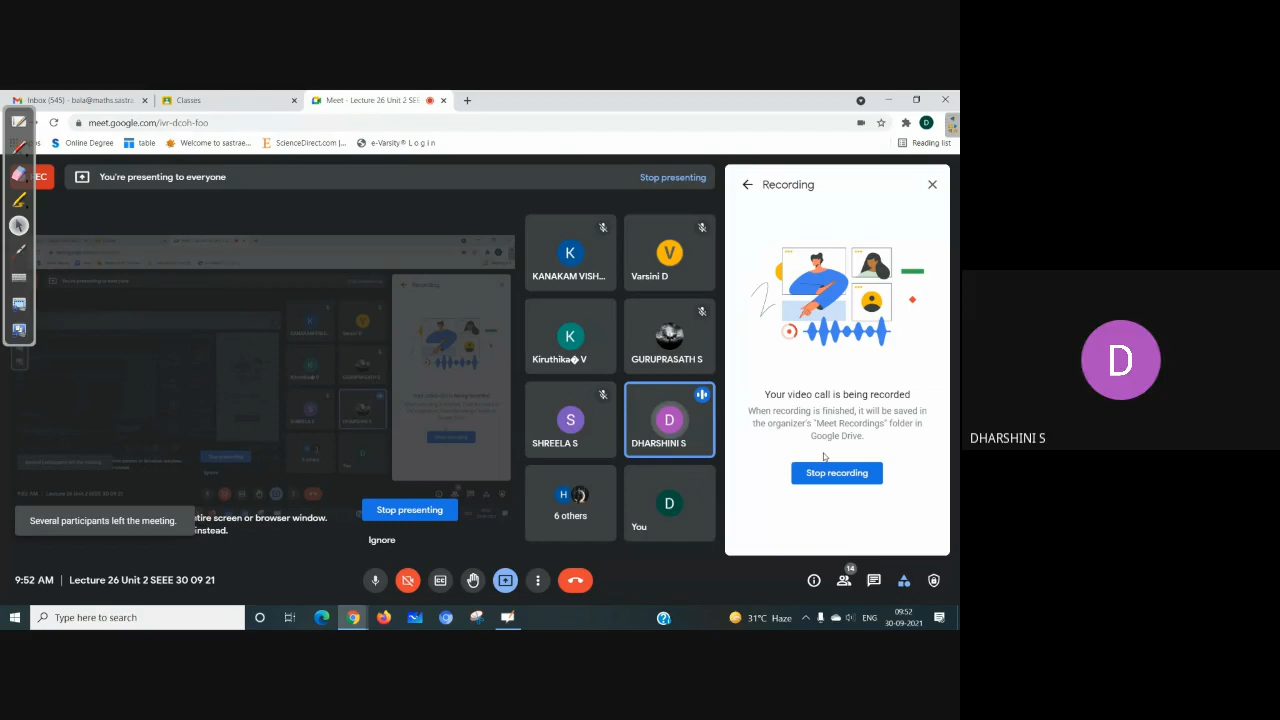 Inbox (545) - bala@maths.sastra.
Classes
Meet - Lecture 26 Unit 2 SEE
meet.google.com/ivr-dcoh-foo
Online Degree
table
Welcome to sastrae...
ScienceDirect.com |...
e-Varsity® L o g i n
Reading list
EC
You're presenting to everyone
Stop presenting
Recording
K
KANAKAM VISH...
V
Varsini D
K
Kiruthika� V
GURUPRASATH S
S
SHREELA S
D
DHARSHINI S
H
6 others
D
You
Your video call is being recorded
When recording is finished, it will be saved
in the organizer's "Meet Recordings" folder in
Google Drive.
Stop recording
Several participants left the meeting.
tire screen or browser window.
instead.
Stop presenting
Ignore
9:52 AM | Lecture 26 Unit 2 SEEE 30 09 21
14
Type here to search
31°C Haze
ENG
09:52
30-09-2021
D
DHARSHINI S